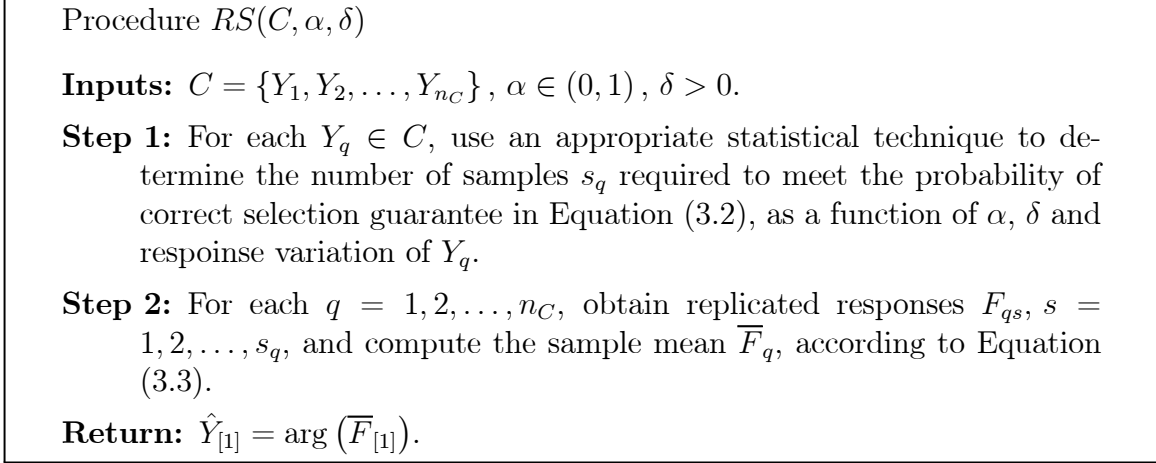 Procedure RS(C, α, δ)
Inputs: C = {Y₁, Y₂, . . . , Y_{n_C}} , α ∈ (0, 1) , δ > 0.
Step 1: For each Y_q ∈ C, use an appropriate statistical technique to de-
termine the number of samples s_q required to meet the probability of
correct selection guarantee in Equation (3.2), as a function of α, δ and
respoinse variation of Y_q.
Step 2: For each q = 1, 2, . . . , n_C, obtain replicated responses F_{qs}, s =
1, 2, . . . , s_q, and compute the sample mean F̅_q, according to Equation
(3.3).
Return: Ŷ_{[1]} = arg (F̅_{[1]}).